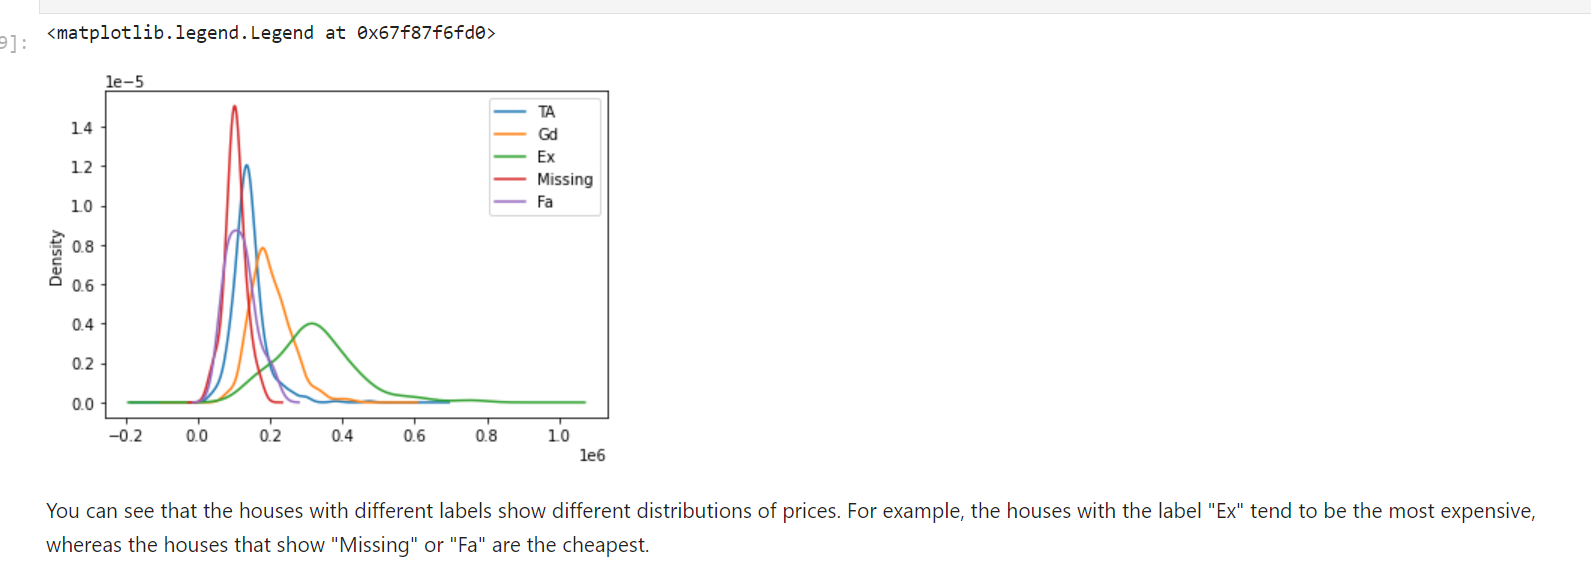 <matplotlib.legend.Legend at 0x67f87f6fd0>
9]:
1e−5
TA
Gd
Ex
Missing
Fa
1.4
1.2
1.0
0.8
0.6
0.4
0.2
0.0
Density
−0.2 0.0 0.2 0.4 0.6 0.8 1.0
1e6
You can see that the houses with different labels show different distributions of prices. For example, the houses with the label "Ex" tend to be the most expensive,
whereas the houses that show "Missing" or "Fa" are the cheapest.